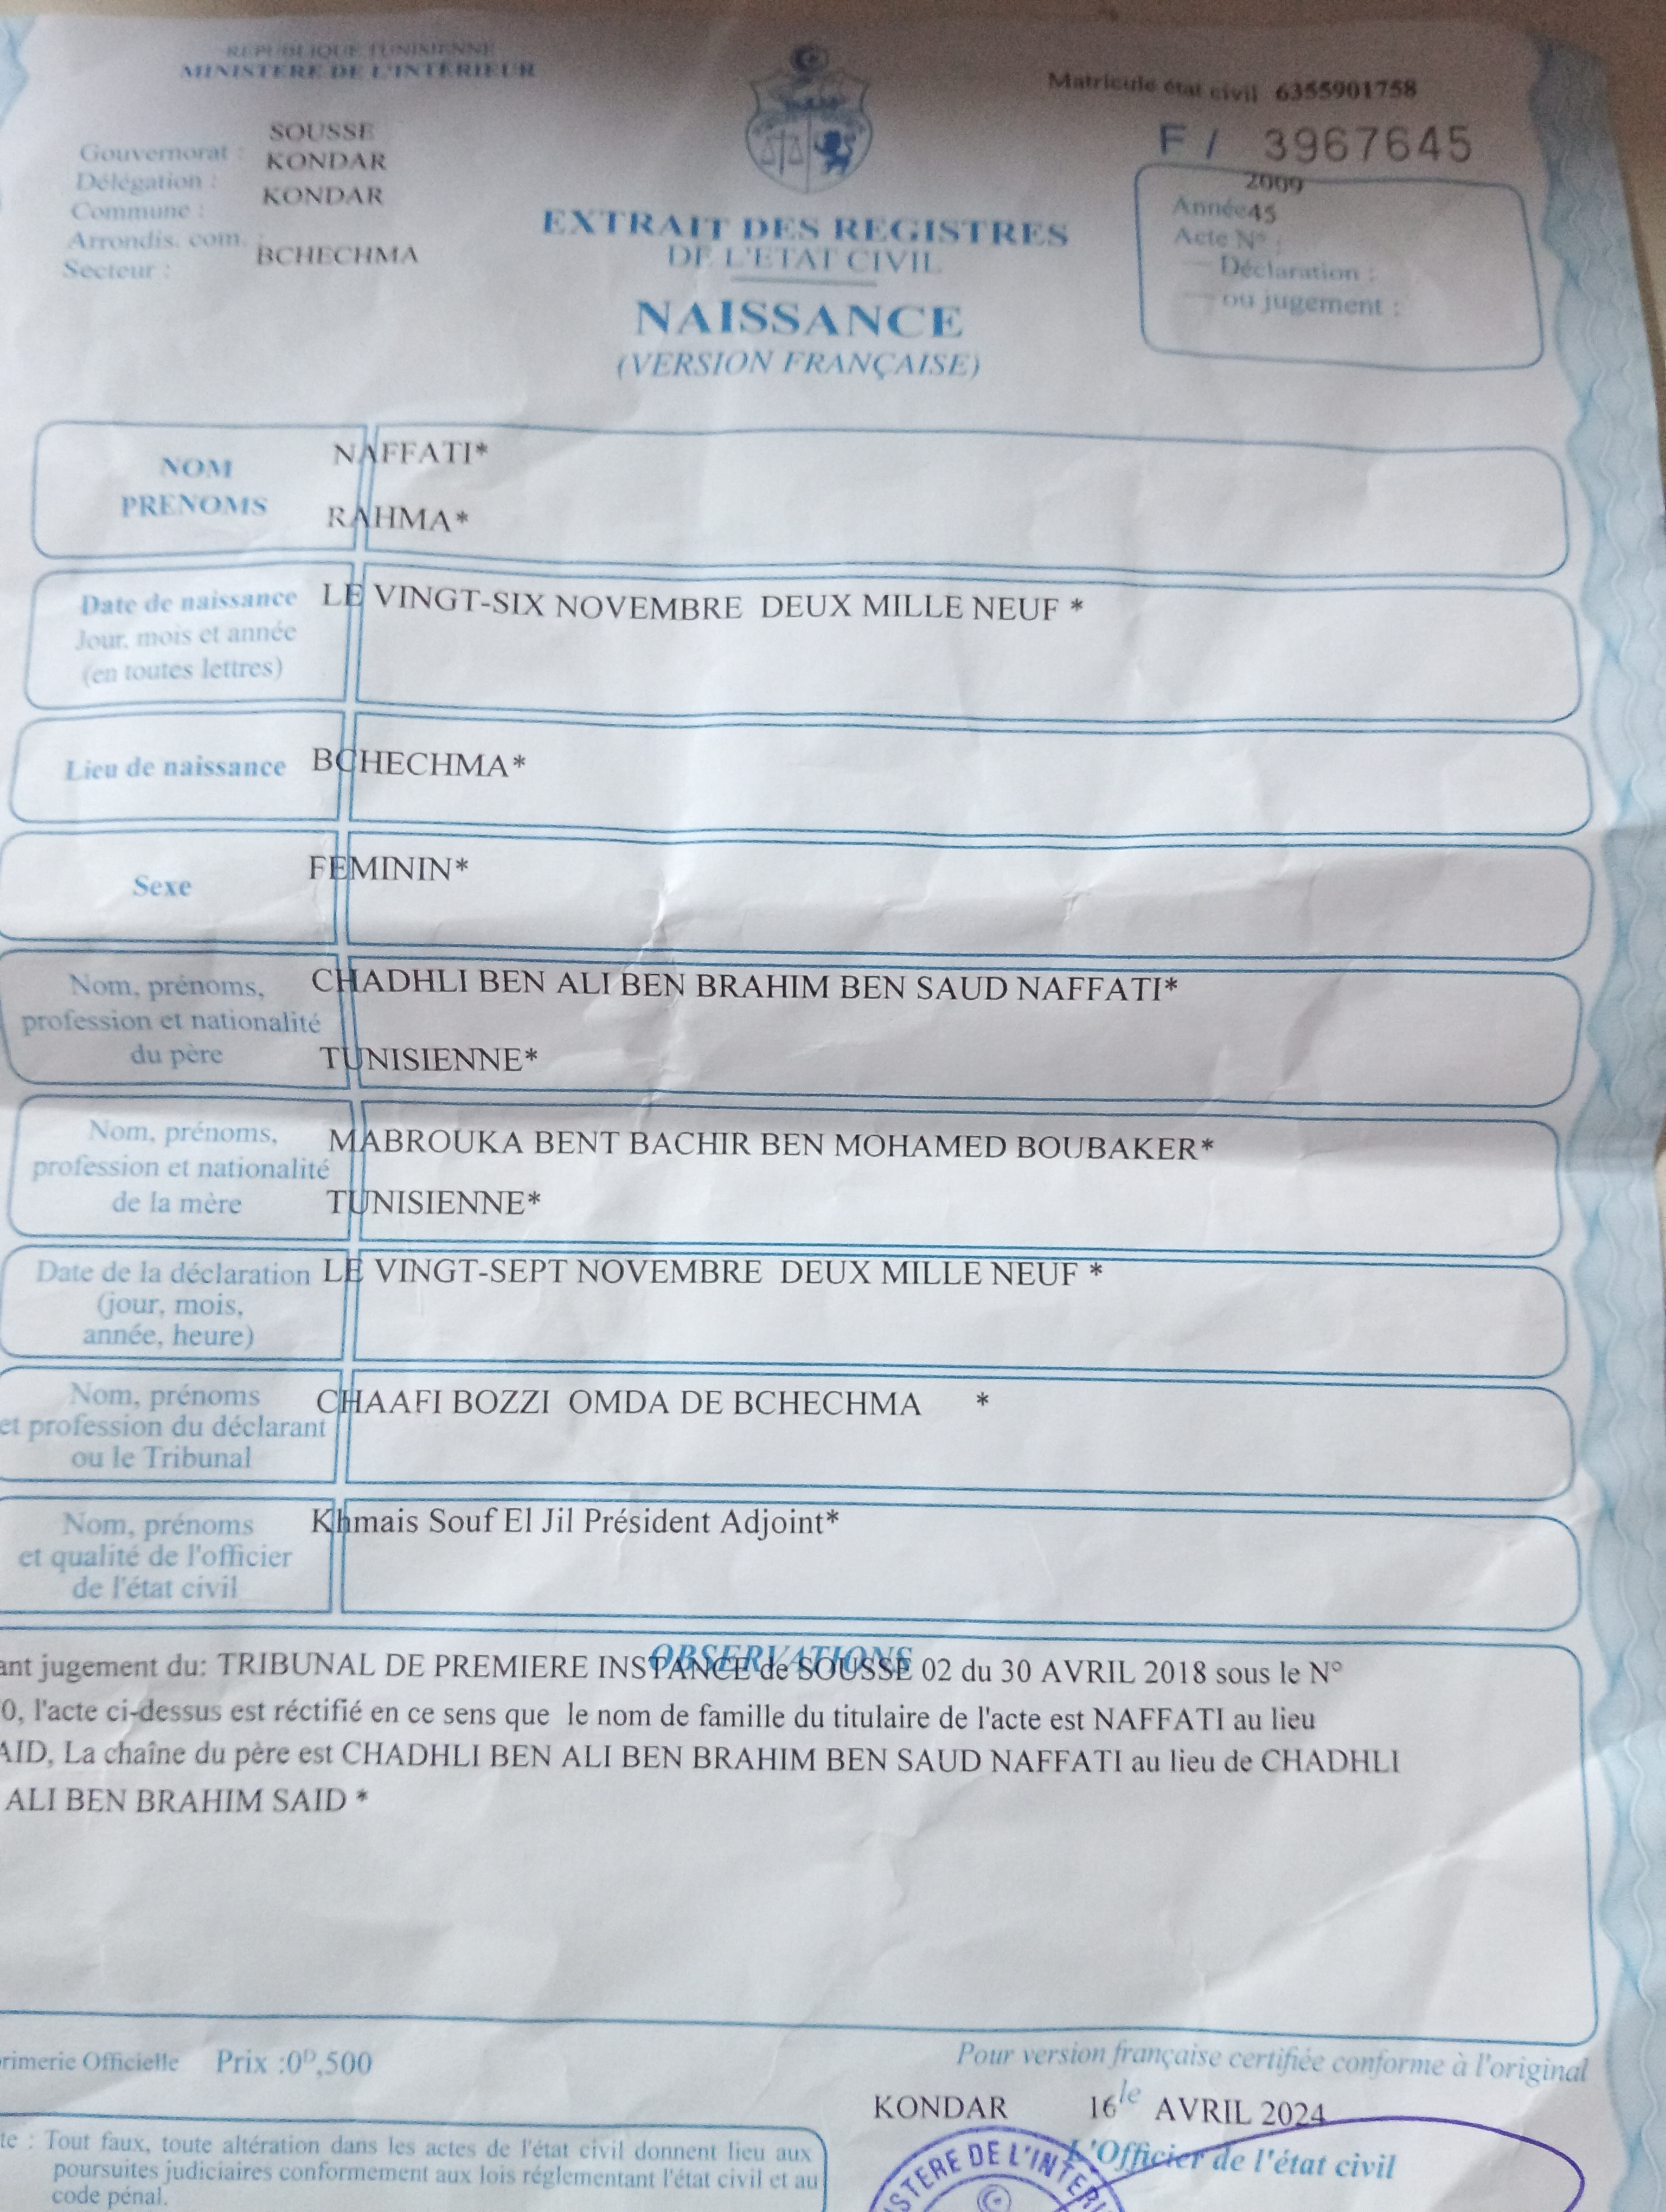 REPUBLIQUE TUNISIENNE
MINISTERE DE L'INTERIEUR
Matricule état civil 6355901758
F / 3967645
Gouvernorat : SOUSSE
Délégation : KONDAR
Commune : KONDAR
Arrondis. com. :
Secteur : BCHECHMA
EXTRAIT DES REGISTRES
DE L'ETAT CIVIL
NAISSANCE
(VERSION FRANÇAISE)
2009
Année 45
Acte N° :
Déclaration :
ou jugement :
NOM NAFFATI*
PRENOMS RAHMA*
Date de naissance LE VINGT-SIX NOVEMBRE DEUX MILLE NEUF *
Jour, mois et année
(en toutes lettres)
Lieu de naissance BCHECHMA*
Sexe FEMININ*
Nom, prénoms, CHADHLI BEN ALI BEN BRAHIM BEN SAUD NAFFATI*
profession et nationalité
du père TUNISIENNE*
Nom, prénoms, MABROUKA BENT BACHIR BEN MOHAMED BOUBAKER*
profession et nationalité
de la mère TUNISIENNE*
Date de la déclaration LE VINGT-SEPT NOVEMBRE DEUX MILLE NEUF *
(jour, mois,
année, heure)
Nom, prénoms CHAAFI BOZZI OMDA DE BCHECHMA *
et profession du déclarant
ou le Tribunal
Nom, prénoms Khmais Souf El Jil Président Adjoint*
et qualité de l'officier
de l'état civil
OBSERVATIONS
ant jugement du: TRIBUNAL DE PREMIERE INSTANCE de SOUSSE 02 du 30 AVRIL 2018 sous le N°
0, l'acte ci-dessus est réctifié en ce sens que le nom de famille du titulaire de l'acte est NAFFATI au lieu
AID, La chaîne du père est CHADHLI BEN ALI BEN BRAHIM BEN SAUD NAFFATI au lieu de CHADHLI
ALI BEN BRAHIM SAID *
rimerie Officielle Prix :0ᴰ,500
Pour version française certifiée conforme à l'original
KONDAR le 16 AVRIL 2024
L'Officier de l'état civil
te : Tout faux, toute altération dans les actes de l'état civil donnent lieu aux
poursuites judiciaires conformement aux lois réglementant l'état civil et au
code pénal.
STERE DE L'INTERI